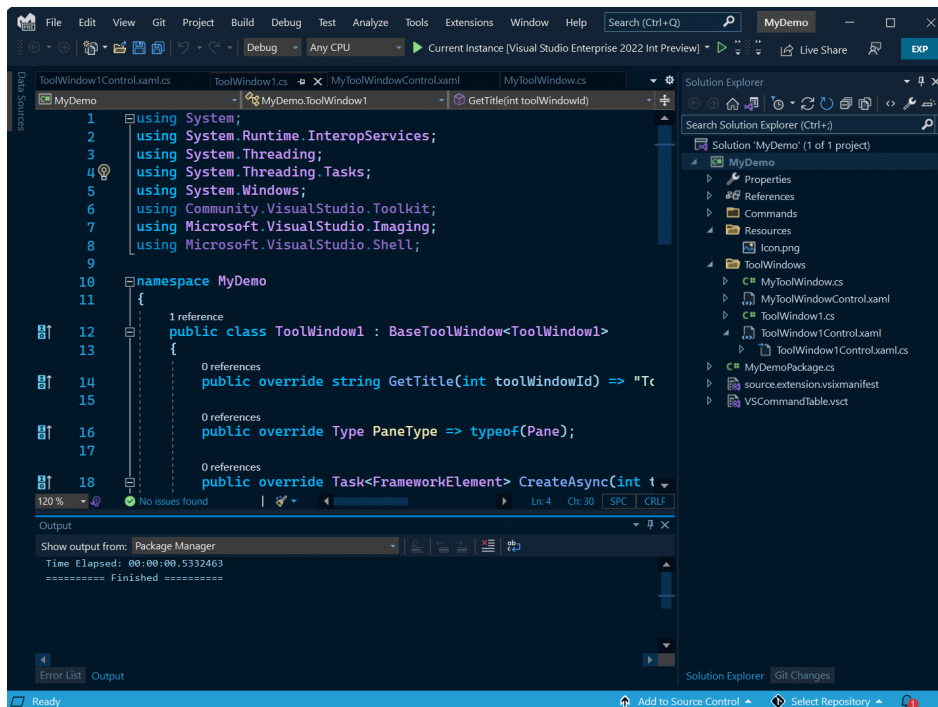 File Edit View Git Project Build Debug Test Analyze Tools Extensions Window Help Search (Ctrl+Q) MyDemo
Debug Any CPU Current Instance [Visual Studio Enterprise 2022 Int Preview] Live Share EXP
Data Sources
ToolWindow1Control.xaml.cs ToolWindow1.cs MyToolWindowControl.xaml MyToolWindow.cs
MyDemo MyDemo.ToolWindow1 GetTitle(int toolWindowId)
1 using System;
2 using System.Runtime.InteropServices;
3 using System.Threading;
4 using System.Threading.Tasks;
5 using System.Windows;
6 using Community.VisualStudio.Toolkit;
7 using Microsoft.VisualStudio.Imaging;
8 using Microsoft.VisualStudio.Shell;
9
10 namespace MyDemo
11 {
1 reference
12 public class ToolWindow1 : BaseToolWindow<ToolWindow1>
13 {
0 references
14 public override string GetTitle(int toolWindowId) => "To
15
0 references
16 public override Type PaneType => typeof(Pane);
17
0 references
18 public override Task<FrameworkElement> CreateAsync(int t
120 % No issues found Ln: 4 Ch: 30 SPC CRLF
Output
Show output from: Package Manager
Time Elapsed: 00:00:00.5332463
========== Finished ==========
Error List Output
Solution Explorer
Search Solution Explorer (Ctrl+;)
Solution 'MyDemo' (1 of 1 project)
MyDemo
Properties
References
Commands
Resources
Icon.png
ToolWindows
MyToolWindow.cs
MyToolWindowControl.xaml
ToolWindow1.cs
ToolWindow1Control.xaml
ToolWindow1Control.xaml.cs
MyDemoPackage.cs
source.extension.vsixmanifest
VSCommandTable.vsct
Solution Explorer Git Changes
Ready Add to Source Control Select Repository 1